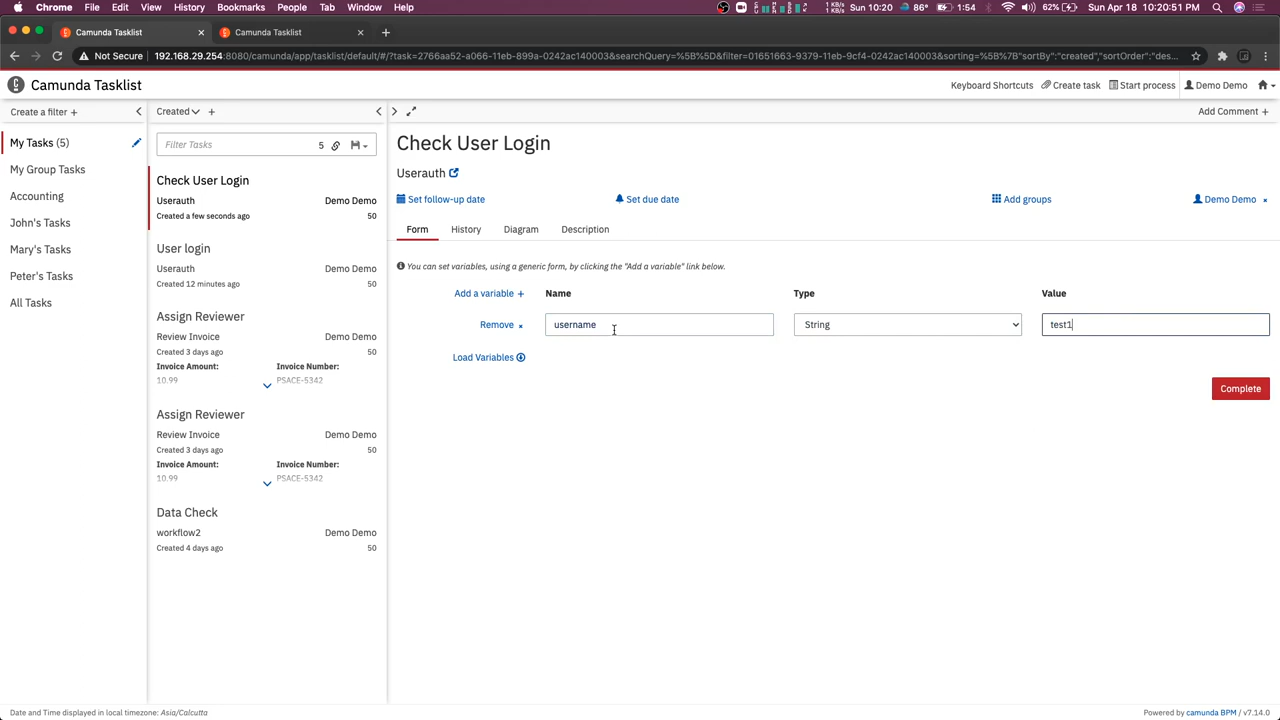 Chrome File Edit View History Bookmarks People Tab Window Help
1 KB/s
9 KB/s
86° 1:54 Sun Apr 18 10:20:51 PM
Camunda Tasklist × Camunda Tasklist × +
Not Secure 192.168.29.254:8080/camunda/app/tasklist/default/#/?task=2766aa52-a066-11eb-899a-0242ac140003&searchQuery=%5B%5D&filter=01651663-9379-11eb-9cf4-0242ac140003&sorting=%5B%7B"sortBy":"created","sortOrder":"des...
Camunda Tasklist
Keyboard Shortcuts Create task Start process Demo Demo
Create a filter +
Created +
Add Comment +
My Tasks (5)
My Group Tasks
Accounting
John's Tasks
Mary's Tasks
Peter's Tasks
All Tasks
Filter Tasks 5
Check User Login
Userauth Demo Demo
Created a few seconds ago 50
User login
Userauth Demo Demo
Created 12 minutes ago 50
Assign Reviewer
Review Invoice Demo Demo
Created 3 days ago 50
Invoice Amount: Invoice Number:
10.99 PSACE-5342
Assign Reviewer
Review Invoice Demo Demo
Created 3 days ago 50
Invoice Amount: Invoice Number:
10.99 PSACE-5342
Data Check
workflow2 Demo Demo
Created 4 days ago 50
Check User Login
Userauth
Set follow-up date Set due date Add groups Demo Demo ×
Form History Diagram Description
You can set variables, using a generic form, by clicking the "Add a variable" link below.
Add a variable + Name Type Value
Remove × username String test1
Load Variables
Complete
Date and Time displayed in local timezone: Asia/Calcutta
Powered by camunda BPM / v7.14.0